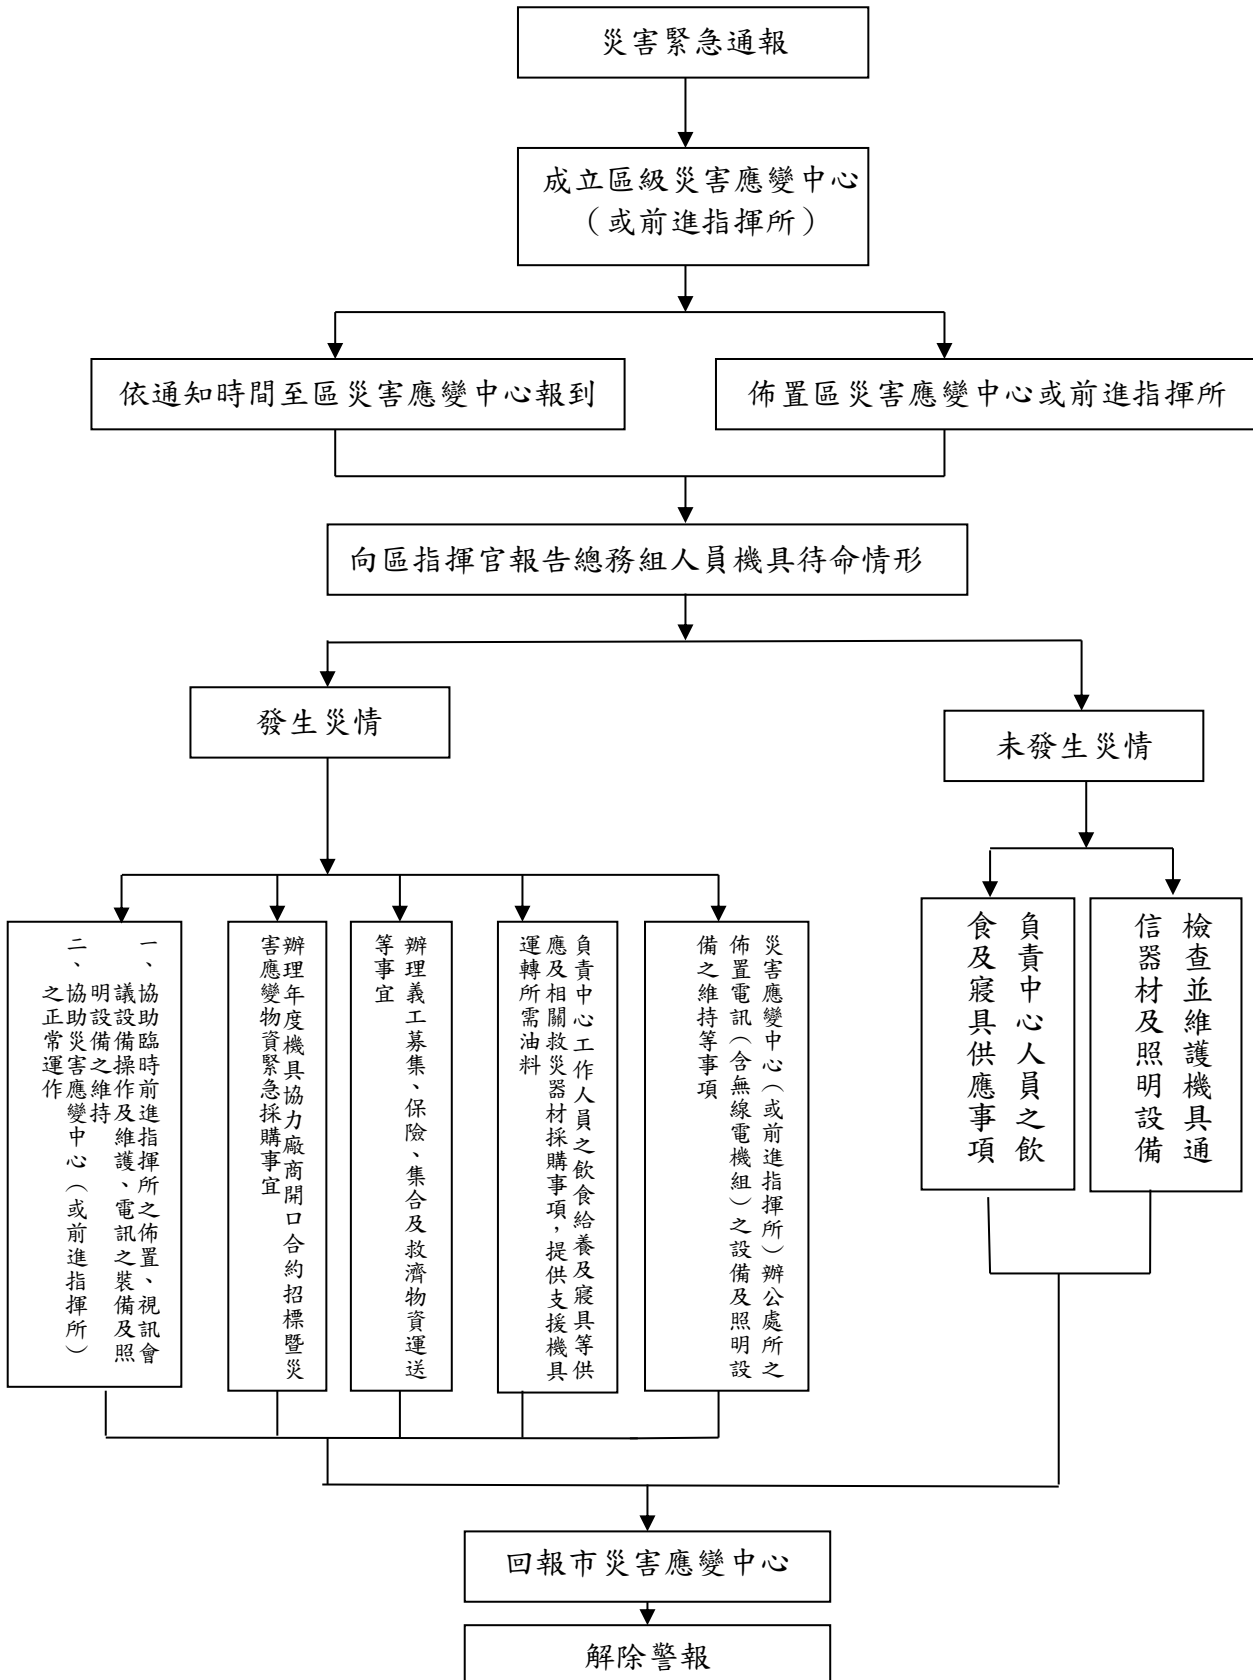 災害緊急通報
成立區級災害應變中心
（或前進指揮所）
依通知時間至區災害應變中心報到
佈置區災害應變中心或前進指揮所
向區指揮官報告總務組人員機具待命情形
發生災情
未發生災情
一、協助臨時前進指揮所之佈置、視訊會
議設備操作及維護、電訊之裝備及照
明設備之維持
二、協助災害應變中心（或前進指揮所）
之正常運作
辦理年度機具協力廠商開口合約招標暨災
害應變物資緊急採購事宜
辦理義工募集、保險、集合及救濟物資運送
等事宜
負責中心工作人員之飲食給養及寢具等供
應及相關救災器材採購事項，提供支援機具
運轉所需油料
災害應變中心（或前進指揮所）辦公處所之
佈置電訊（含無線電機組）之設備及照明設
備之維持等事項
負責中心人員之飲
食及寢具供應事項
檢查並維護機具通
信器材及照明設備
回報市災害應變中心
解除警報